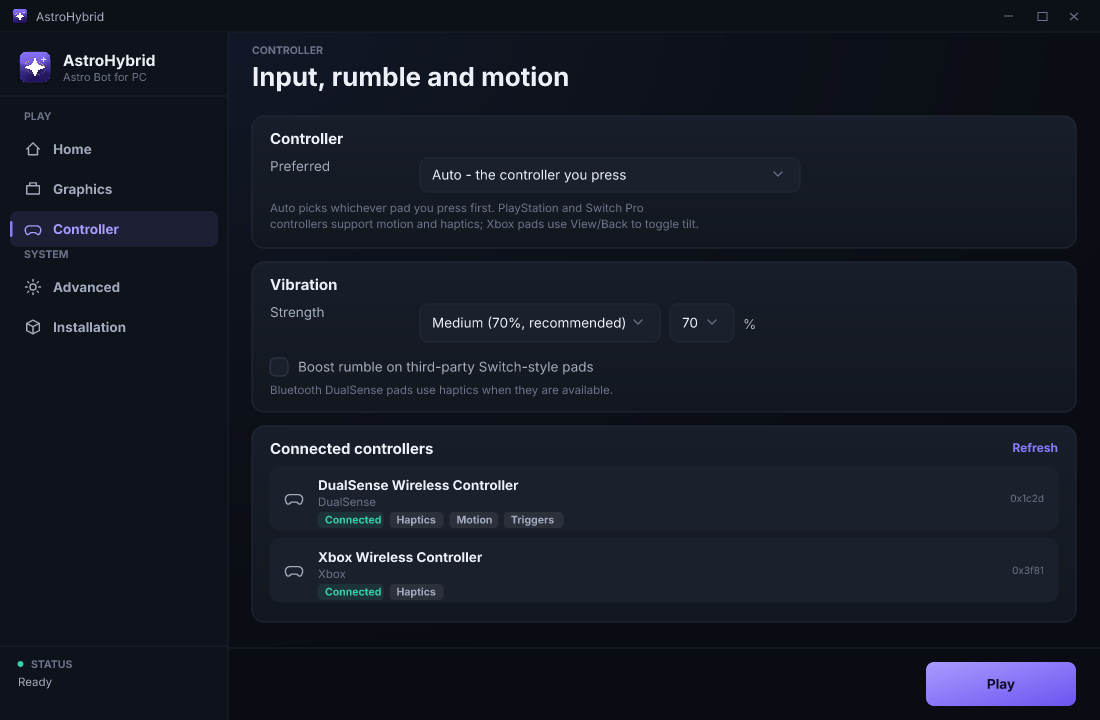 AstroHybrid
AstroHybrid
Astro Bot for PC
PLAY
Home
Graphics
Controller
SYSTEM
Advanced
Installation
STATUS
Ready
CONTROLLER
Input, rumble and motion
Controller
Preferred
Auto - the controller you press
Auto picks whichever pad you press first. PlayStation and Switch Pro
controllers support motion and haptics; Xbox pads use View/Back to toggle tilt.
Vibration
Strength
Medium (70%, recommended)
70
%
Boost rumble on third-party Switch-style pads
Bluetooth DualSense pads use haptics when they are available.
Connected controllers
Refresh
DualSense Wireless Controller
DualSense
0x1c2d
Connected Haptics Motion Triggers
Xbox Wireless Controller
Xbox
0x3f81
Connected Haptics
Play